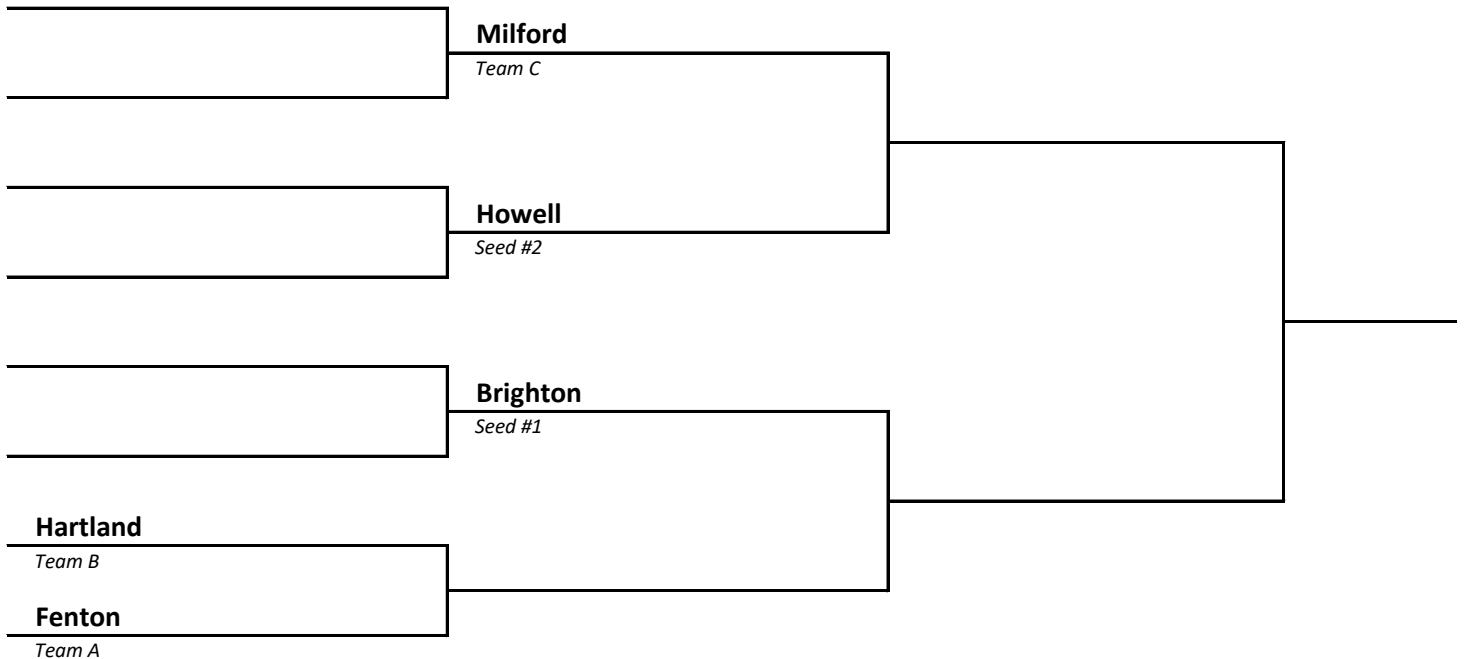 Milford
Team C
Howell
Seed #2
Brighton
Seed #1
Hartland
Team B
Fenton
Team A